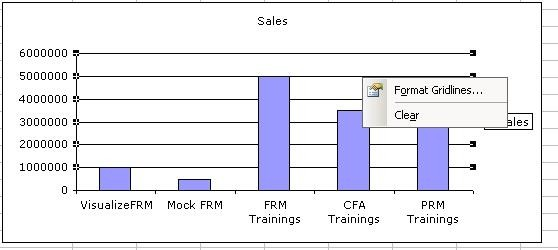 Sales
6000000
5000000
4000000
3000000
2000000
1000000
0
Format Gridlines...
Clear
ales
VisualizeFRM
Mock FRM
FRM
Trainings
CFA
Trainings
PRM
Trainings